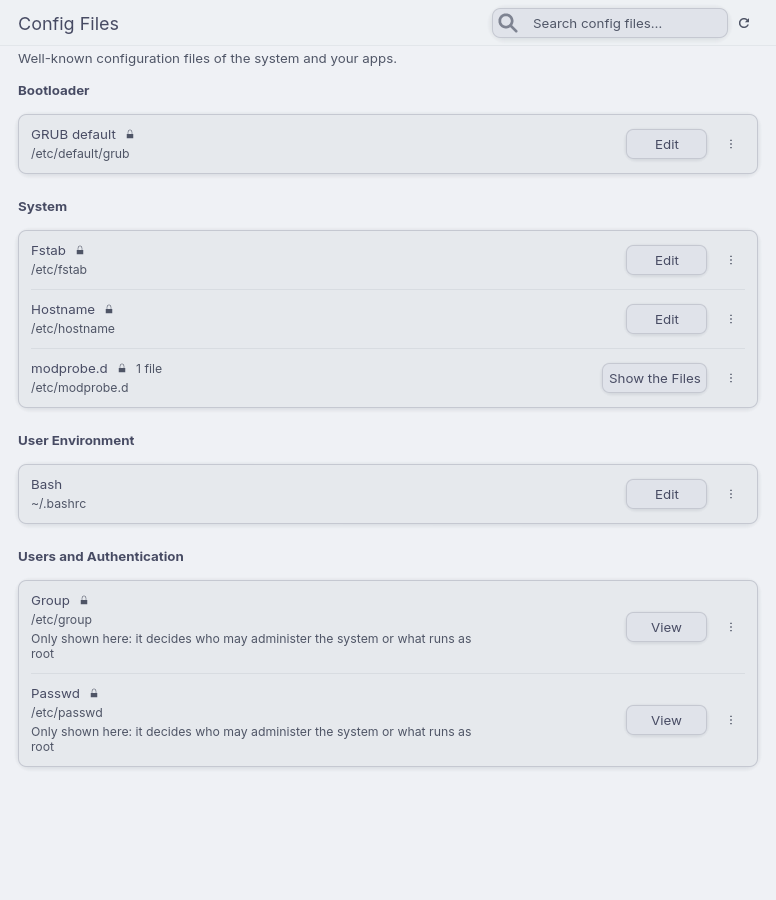 Config Files
Search config files...
Well-known configuration files of the system and your apps.
Bootloader
GRUB default
/etc/default/grub
Edit
System
Fstab
/etc/fstab
Edit
Hostname
/etc/hostname
Edit
modprobe.d 1 file
/etc/modprobe.d
Show the Files
User Environment
Bash
~/.bashrc
Edit
Users and Authentication
Group
/etc/group
Only shown here: it decides who may administer the system or what runs as
root
View
Passwd
/etc/passwd
Only shown here: it decides who may administer the system or what runs as
root
View